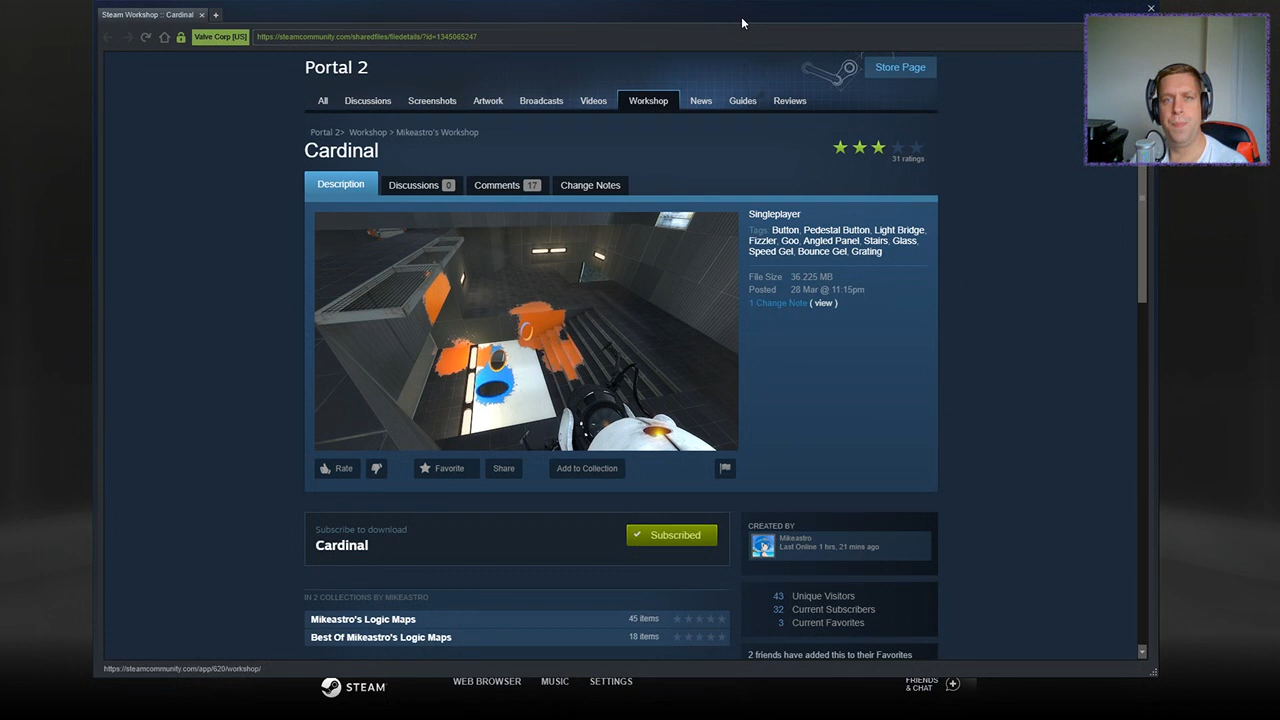 Steam Workshop :: Cardinal
Valve Corp [US] https://steamcommunity.com/sharedfiles/filedetails/?id=1345065247
Portal 2
Store Page
All Discussions Screenshots Artwork Broadcasts Videos Workshop News Guides Reviews
Portal 2> Workshop > Mikeastro's Workshop
Cardinal
31 ratings
Description Discussions 0 Comments 17 Change Notes
Singleplayer
Tags: Button, Pedestal Button, Light Bridge,
Fizzler, Goo, Angled Panel, Stairs, Glass,
Speed Gel, Bounce Gel, Grating
File Size 36.225 MB
Posted 28 Mar @ 11:15pm
1 Change Note ( view )
Rate Favorite Share Add to Collection
Subscribe to download
Cardinal
Subscribed
CREATED BY
Mikeastro
Last Online 1 hrs, 21 mins ago
43 Unique Visitors
32 Current Subscribers
3 Current Favorites
IN 2 COLLECTIONS BY MIKEASTRO
Mikeastro's Logic Maps 45 items
Best Of Mikeastro's Logic Maps 18 items
2 friends have added this to their Favorites
https://steamcommunity.com/app/620/workshop/
STEAM
WEB BROWSER MUSIC SETTINGS
FRIENDS
& CHAT